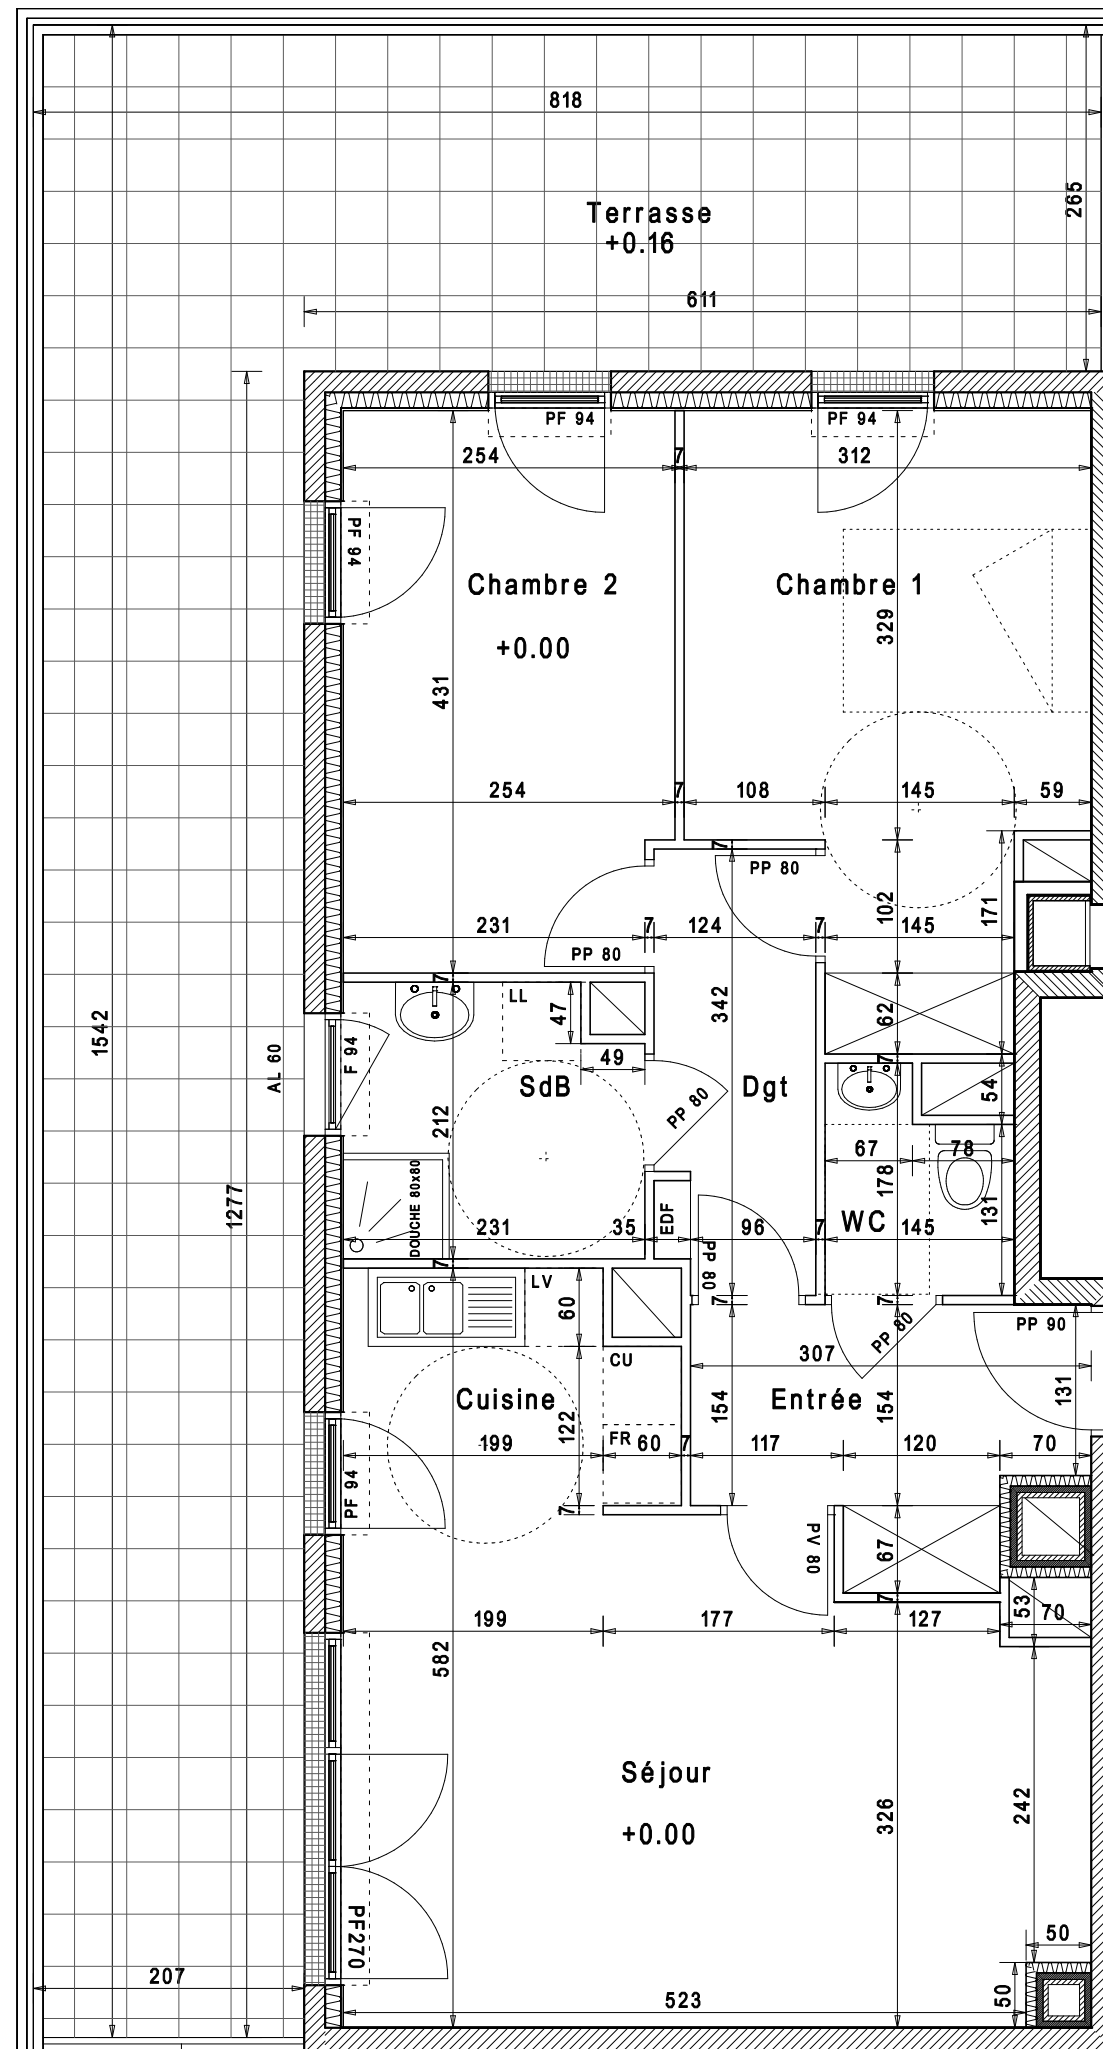 818
265
Terrasse
+0.16
611
PF 94
PF 94
254
7
312
PF 94
Chambre 2
Chambre 1
329
+0.00
431
254
7
108
145
59
7
PP 80
102
171
231
7
124
7
145
PP 80
7
LL
47
342
62
1542
AL 60
F 94
49
7
SdB
Dgt
54
PP 80
212
67
78
178
DOUCHE 80x80
1277
131
231
35
EDF
96
7
WC
145
PP 80
7
LV
60
7
7
PP 80
PP 90
307
CU
131
Cuisine
154
Entrée
154
122
199
FR
60
7
117
120
70
PF 94
7
PV 80
67
7
53
70
199
177
127
582
Séjour
242
326
+0.00
PF270
50
207
523
50